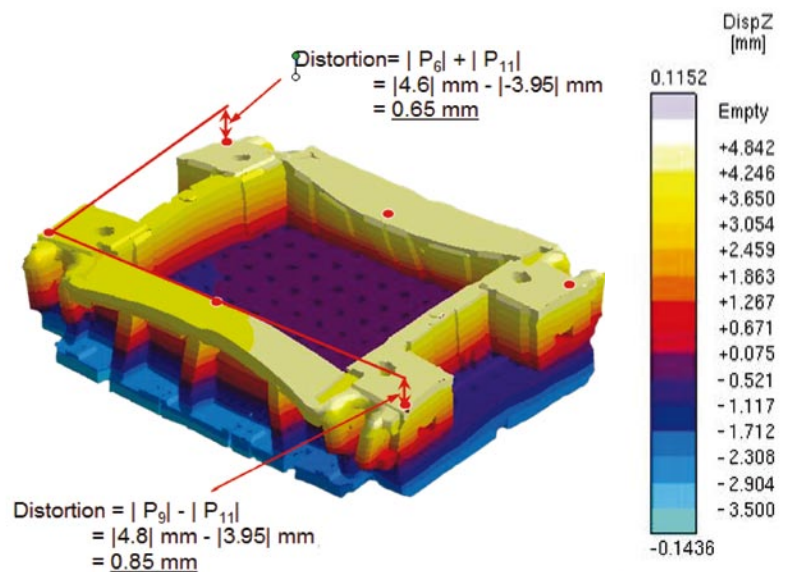 Distortion= | P6| + | P11|
= |4.6| mm - |-3.95| mm
= 0.65 mm
DispZ
[mm]
0.1152
Empty
+4.842
+4.246
+3.650
+3.054
+2.459
+1.863
+1.267
+0.671
+0.075
-0.521
-1.117
-1.712
-2.308
-2.904
-3.500
-0.1436
Distortion = | P9| - | P11|
= |4.8| mm - |3.95| mm
= 0.85 mm